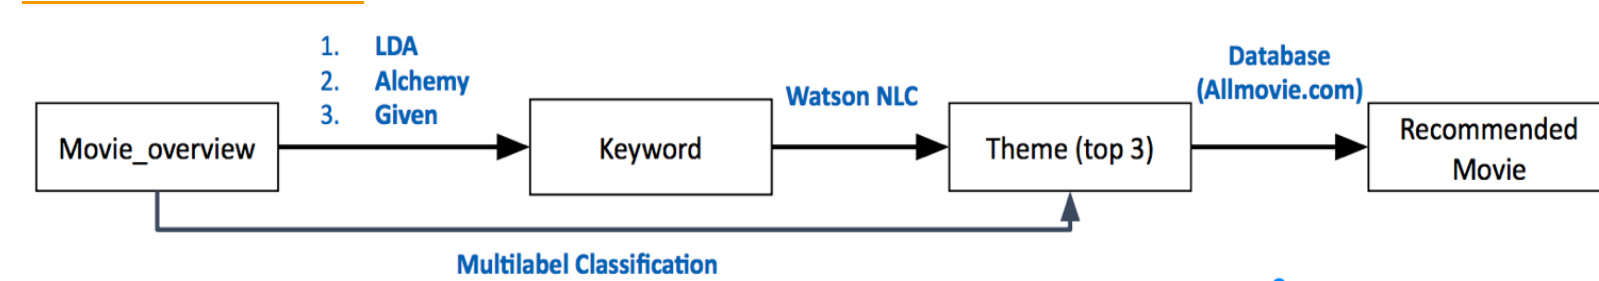 1. LDA
2. Alchemy
3. Given
Movie_overview
Keyword
Watson NLC
Theme (top 3)
Database
(Allmovie.com)
Recommended
Movie
Multilabel Classification